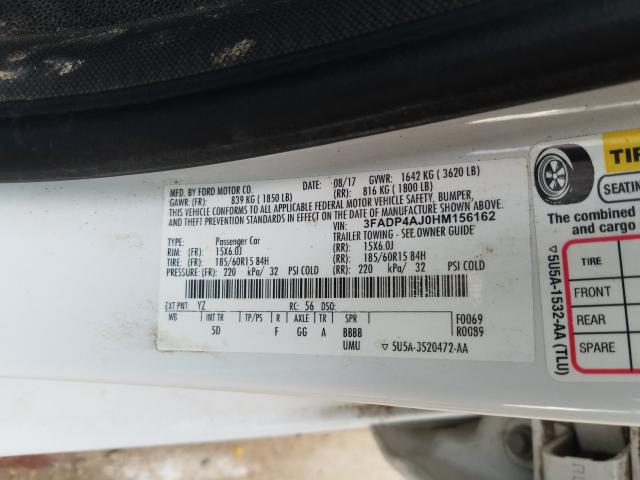 MFD. BY FORD MOTOR CO.
DATE: 08/17 GVWR: 1642 KG ( 3620 LB)
GAWR: (FR): 839 KG ( 1850 LB) (RR): 816 KG ( 1800 LB)
THIS VEHICLE CONFORMS TO ALL APPLICABLE FEDERAL MOTOR VEHICLE SAFETY, BUMPER,
AND THEFT PREVENTION STANDARDS IN EFFECT ON THE DATE OF MANUFACTURE SHOWN ABOVE.
VIN: 3FADP4AJ0HM156162
TYPE: Passenger Car TRAILER TOWING - SEE OWNER GUIDE
RIM: (FR): 15X6.0J (RR): 15X6.0J
TIRE: (FR): 185/60R15 84H (RR): 185/60R15 84H
PRESSURE: (FR): 220 kPa/ 32 PSI COLD (RR): 220 kPa/ 32 PSI COLD
EXT PNT: YZ RC: 56 DSO:
WB INT TR TP/PS R AXLE TR SPR F0069
5D F GG A BBBB R0089
UMU ▽ 5U5A-3520472-AA
TIR
SEATIN
The combined
and cargo
TIRE
FRONT
REAR
SPARE
▽ 5U5A-1532-AA (TLU)